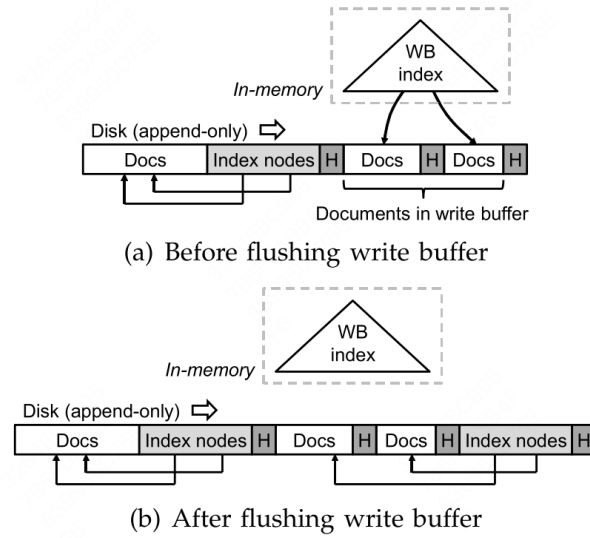 WB
index
In-memory
Disk (append-only)
Docs Index nodes H Docs H Docs H
Documents in write buffer
(a) Before flushing write buffer
WB
index
In-memory
Disk (append-only)
Docs Index nodes H Docs H Docs H Index nodes H
(b) After flushing write buffer